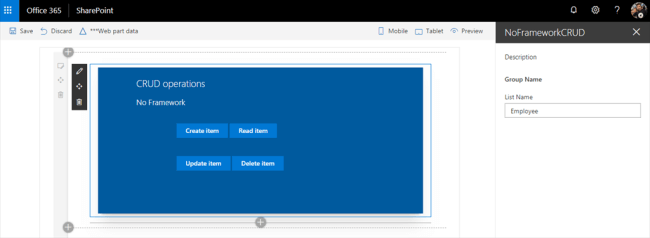 Office 365 SharePoint
Save Discard ***Web part data Mobile Tablet Preview
NoFrameworkCRUD
Description
Group Name
List Name
Employee
CRUD operations
No Framework
Create item Read item
Update item Delete item